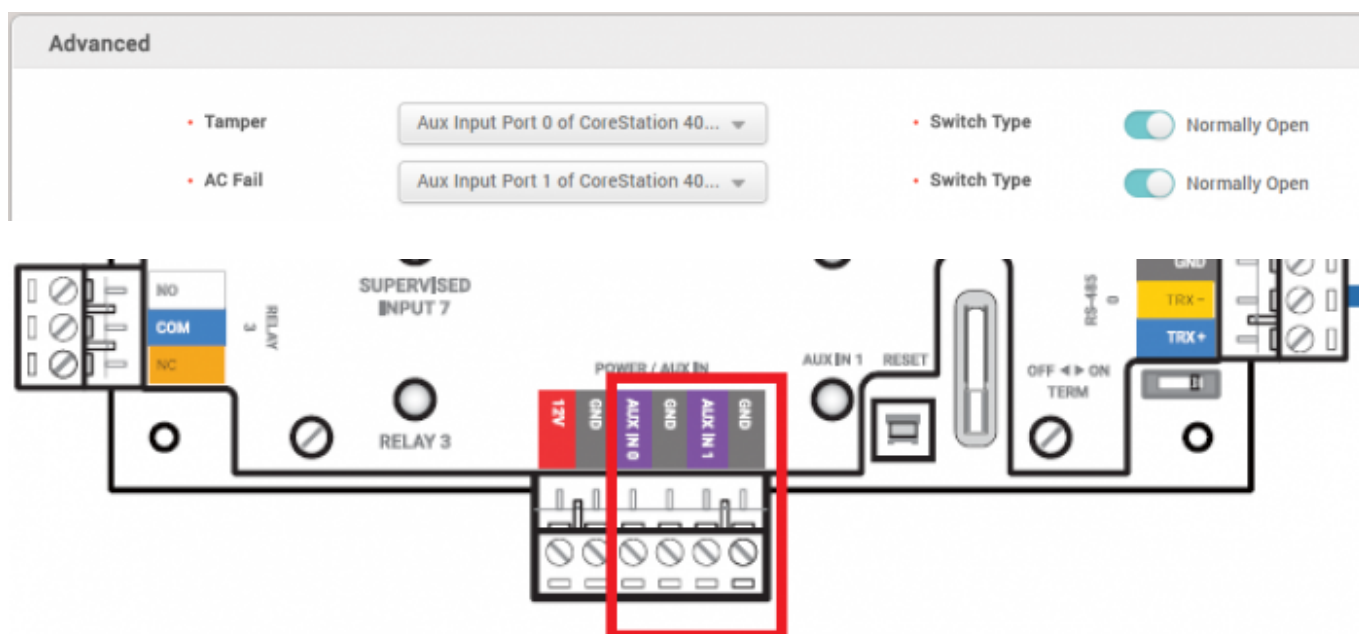 Advanced
• Tamper
Aux Input Port 0 of CoreStation 40...
• Switch Type
Normally Open
• AC Fail
Aux Input Port 1 of CoreStation 40...
• Switch Type
Normally Open
NO
COM
NC
RELAY
3
SUPERVISED
INPUT 7
RELAY 3
POWER / AUX IN
12V
GND
AUX IN 0
GND
AUX IN 1
GND
AUX IN 1
RESET
OFF ◄ ► ON
TERM
RS-485
0
GND
TRX -
TRX +